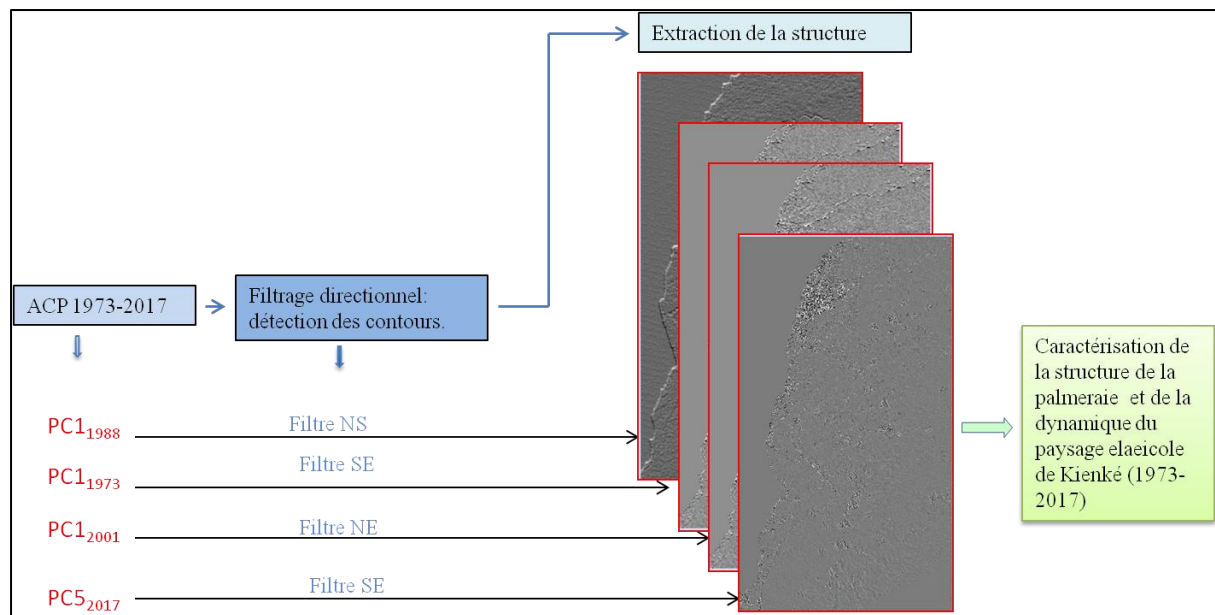 Extraction de la structure
ACP 1973-2017
Filtrage directionnel:
détection des contours.
PC1₁₉₈₈
Filtre NS
PC1₁₉₇₃
Filtre SE
PC1₂₀₀₁
Filtre NE
PC5₂₀₁₇
Filtre SE
Caractérisation de
la structure de la
palmeraie et de la
dynamique du
paysage elaeicole
de Kienké (1973-
2017)